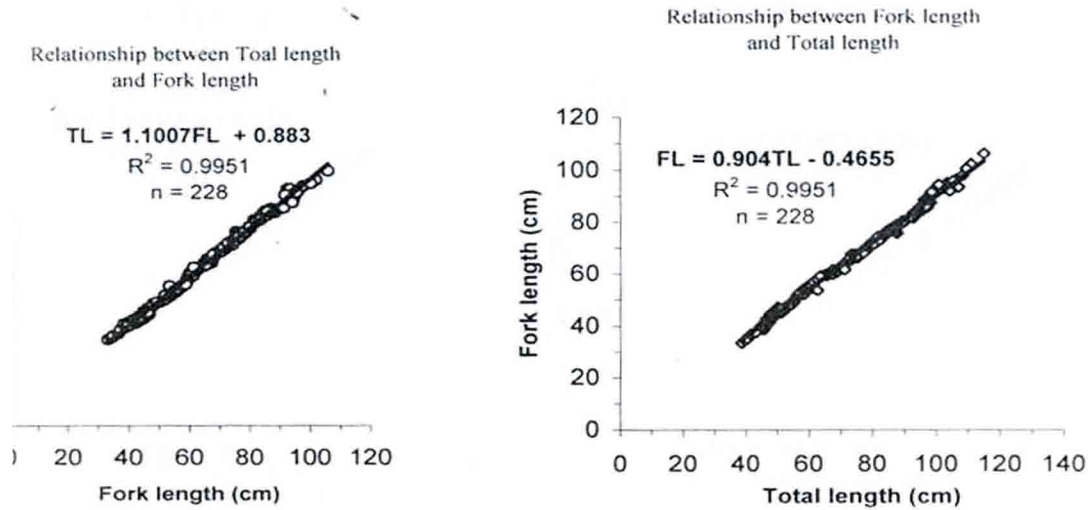 Relationship between Toal length
and Fork length
TL = 1.1007FL + 0.883
R² = 0.9951
n = 228
20 40 60 80 100 120
Fork length (cm)
Relationship between Fork length
and Total length
FL = 0.904TL - 0.4655
R² = 0.9951
n = 228
120
100
80
60
40
20
0
Fork length (cm)
0 20 40 60 80 100 120 140
Total length (cm)